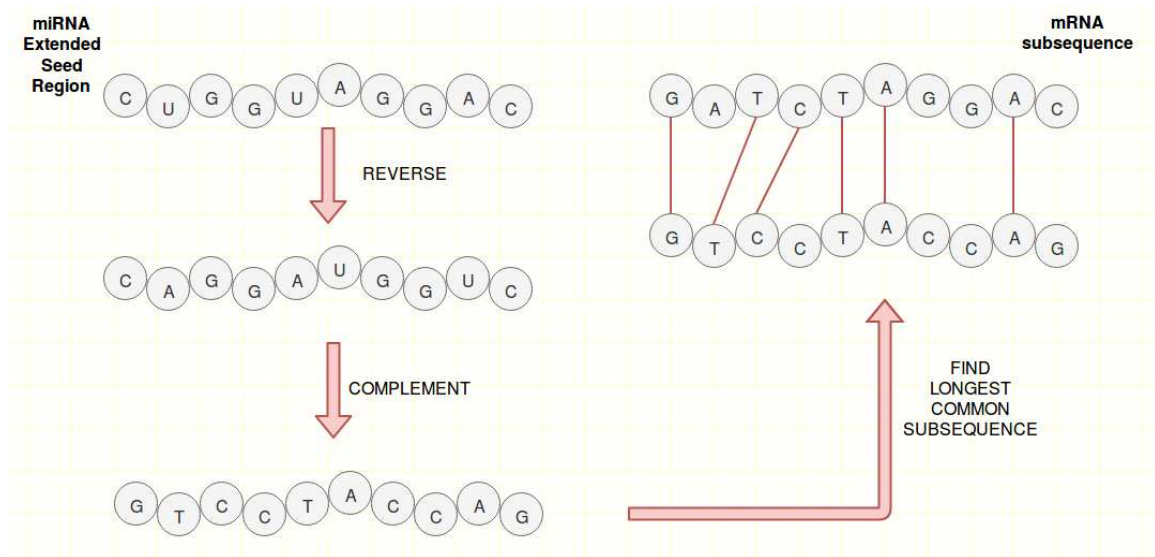 miRNA
Extended
Seed
Region
C U G G U A G G A C
REVERSE
C A G G A U G G U C
COMPLEMENT
G T C C T A C C A G
mRNA
subsequence
G A T C T A G G A C
G T C C T A C C A G
FIND
LONGEST
COMMON
SUBSEQUENCE